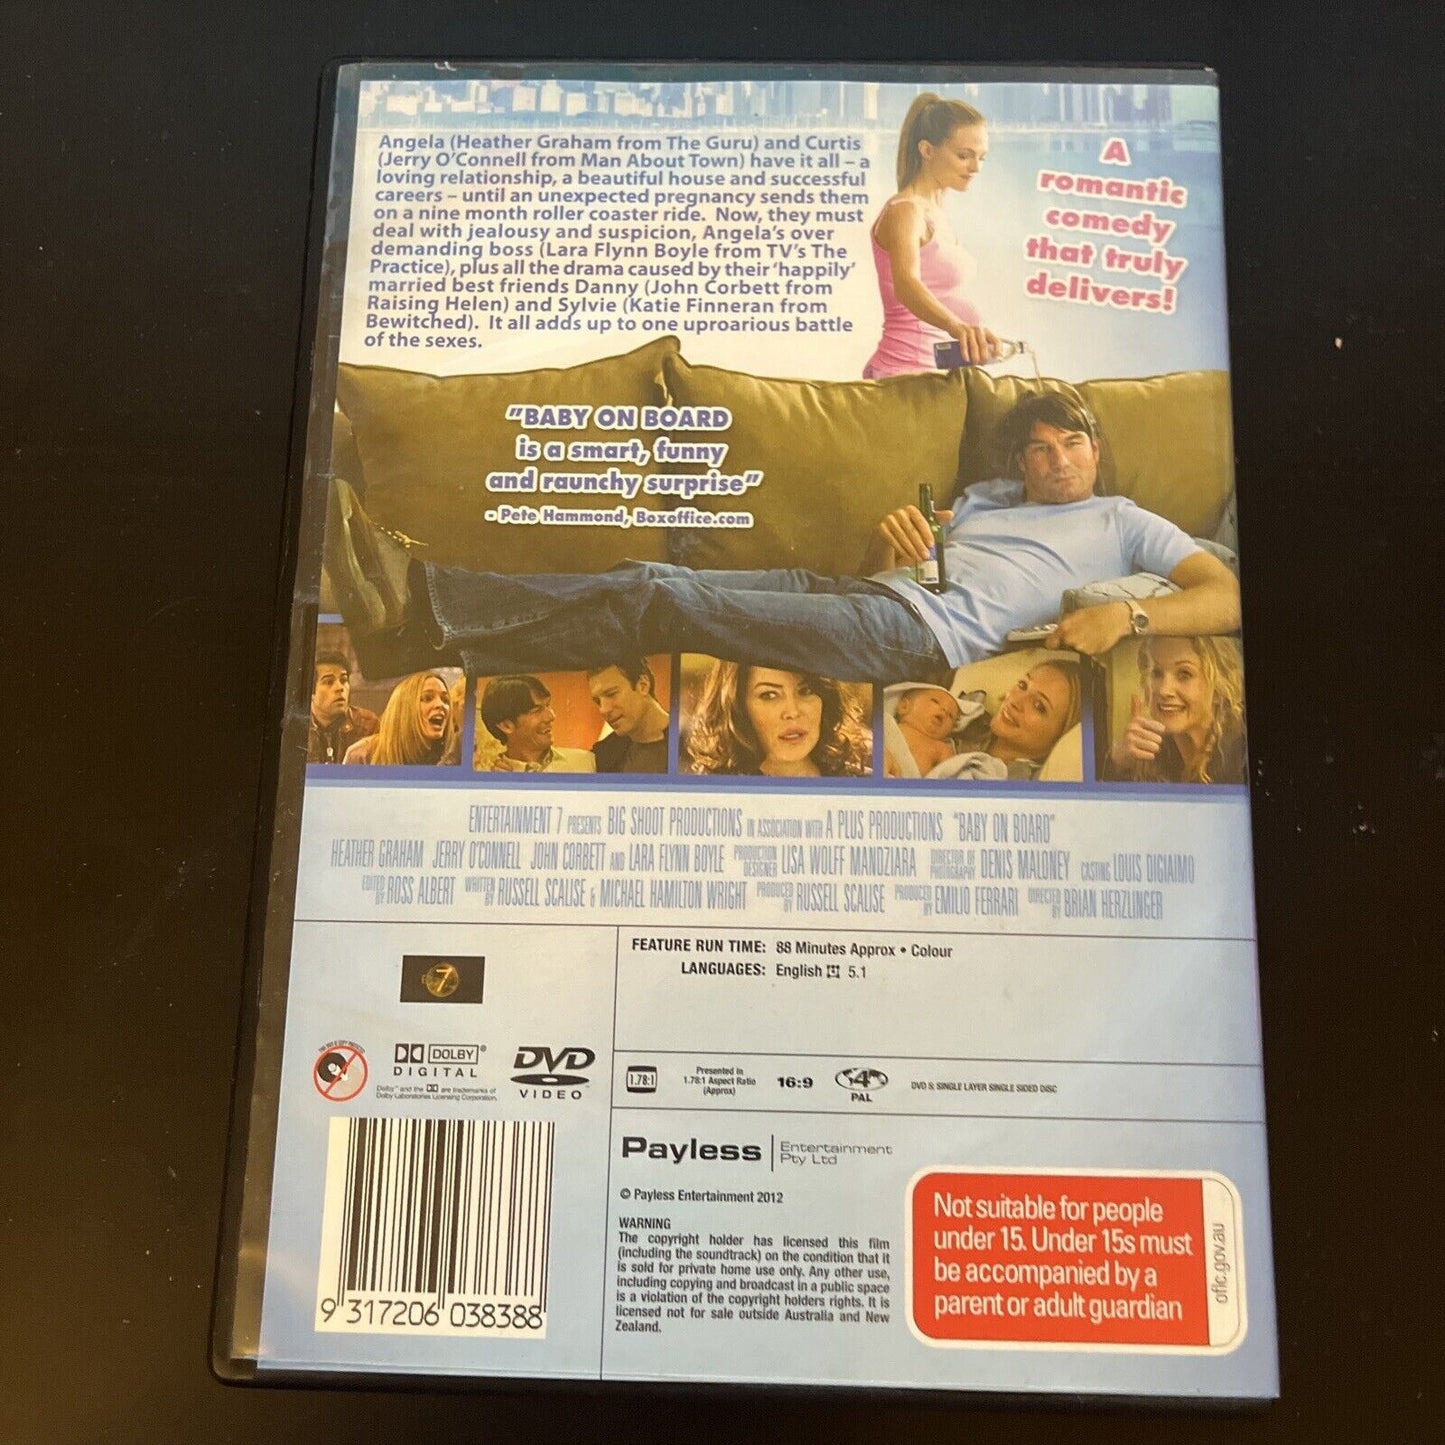 Angela (Heather Graham from The Guru) and Curtis
(Jerry O'Connell from Man About Town) have it all – a
loving relationship, a beautiful house and successful
careers – until an unexpected pregnancy sends them
on a nine month roller coaster ride. Now, they must
deal with jealousy and suspicion, Angela's over
demanding boss (Lara Flynn Boyle from TV's The
Practice), plus all the drama caused by their 'happily'
married best friends Danny (John Corbett from
Raising Helen) and Sylvie (Katie Finneran from
Bewitched). It all adds up to one uproarious battle
of the sexes.
A
romantic
comedy
that truly
delivers!
"BABY ON BOARD
is a smart, funny
and raunchy surprise"
- Pete Hammond, Boxoffice.com
ENTERTAINMENT 7 PRESENTS BIG SHOOT PRODUCTIONS IN ASSOCIATION WITH A PLUS PRODUCTIONS "BABY ON BOARD"
HEATHER GRAHAM JERRY O'CONNELL JOHN CORBETT AND LARA FLYNN BOYLE PRODUCTION DESIGNER LISA WOLFF MANDZIARA DIRECTOR OF PHOTOGRAPHY DENIS MALONEY CASTING LOUIS DIGIAIMO
EDITED BY ROSS ALBERT WRITTEN BY RUSSELL SCALISE & MICHAEL HAMILTON WRIGHT PRODUCED BY RUSSELL SCALISE PRODUCED BY EMILIO FERRARI DIRECTED BY BRIAN HERZLINGER
7
FEATURE RUN TIME: 88 Minutes Approx • Colour
LANGUAGES: English 5.1
DOLBY®
DIGITAL
Dolby™ and the DD are trademarks of
Dolby Laboratories Licensing Corporation.
DVD
VIDEO™
1.78:1
Presented in
1.78:1 Aspect Ratio
(Approx)
16:9
4
PAL
DVD 5: SINGLE LAYER SINGLE SIDED DISC
Payless Entertainment
Pty Ltd
© Payless Entertainment 2012
WARNING
The copyright holder has licensed this film
(including the soundtrack) on the condition that it
is sold for private home use only. Any other use,
including copying and broadcast in a public space
is a violation of the copyright holders rights. It is
licensed not for sale outside Australia and New
Zealand.
9 317206 038388
Not suitable for people
under 15. Under 15s must
be accompanied by a
parent or adult guardian
oflc.gov.au